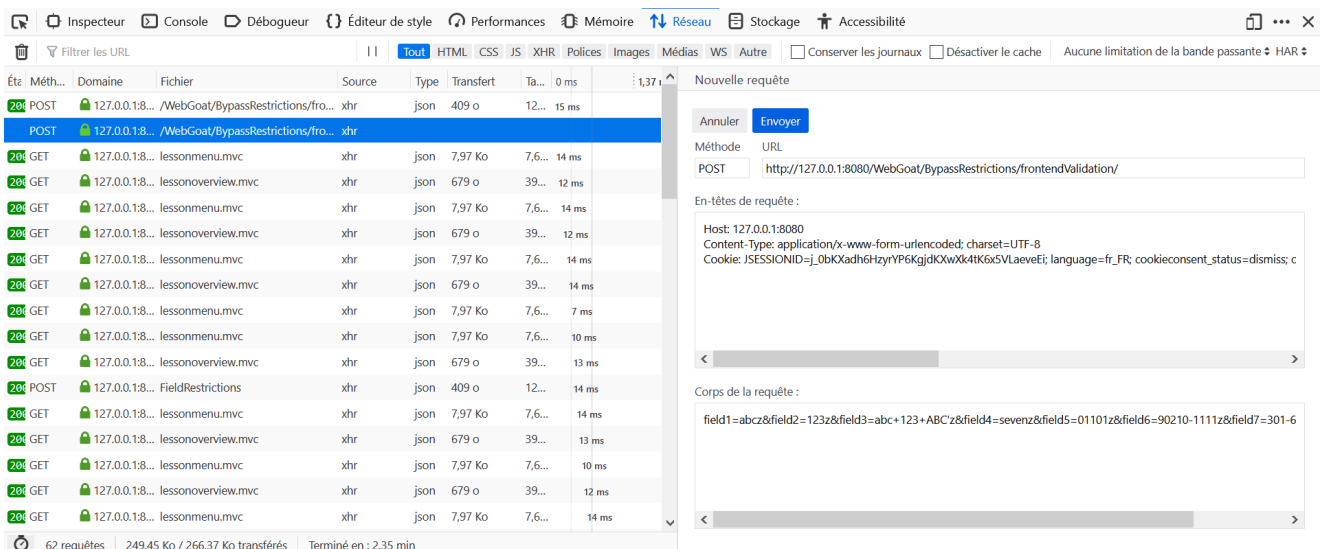 Inspecteur Console Débogueur Éditeur de style Performances Mémoire Réseau Stockage Accessibilité
Filtrer les URL Tout HTML CSS JS XHR Polices Images Médias WS Autre Conserver les journaux Désactiver le cache Aucune limitation de la bande passante HAR
Éta Méth... Domaine Fichier Source Type Transfert Ta... 0 ms 1,37
200 POST 127.0.0.1:8... /WebGoat/BypassRestrictions/fro... xhr json 409 o 12... 15 ms
POST 127.0.0.1:8... /WebGoat/BypassRestrictions/fro... xhr
200 GET 127.0.0.1:8... lessonmenu.mvc xhr json 7,97 Ko 7,6... 14 ms
200 GET 127.0.0.1:8... lessonoverview.mvc xhr json 679 o 39... 12 ms
200 GET 127.0.0.1:8... lessonmenu.mvc xhr json 7,97 Ko 7,6... 14 ms
200 GET 127.0.0.1:8... lessonoverview.mvc xhr json 679 o 39... 12 ms
200 GET 127.0.0.1:8... lessonmenu.mvc xhr json 7,97 Ko 7,6... 14 ms
200 GET 127.0.0.1:8... lessonoverview.mvc xhr json 679 o 39... 14 ms
200 GET 127.0.0.1:8... lessonmenu.mvc xhr json 7,97 Ko 7,6... 7 ms
200 GET 127.0.0.1:8... lessonmenu.mvc xhr json 7,97 Ko 7,6... 10 ms
200 GET 127.0.0.1:8... lessonoverview.mvc xhr json 679 o 39... 13 ms
200 POST 127.0.0.1:8... FieldRestrictions xhr json 409 o 12... 14 ms
200 GET 127.0.0.1:8... lessonmenu.mvc xhr json 7,97 Ko 7,6... 14 ms
200 GET 127.0.0.1:8... lessonoverview.mvc xhr json 679 o 39... 13 ms
200 GET 127.0.0.1:8... lessonmenu.mvc xhr json 7,97 Ko 7,6... 10 ms
200 GET 127.0.0.1:8... lessonoverview.mvc xhr json 679 o 39... 12 ms
200 GET 127.0.0.1:8... lessonmenu.mvc xhr json 7,97 Ko 7,6... 14 ms
62 requêtes 249,45 Ko / 266,37 Ko transférés Terminé en : 2,35 min
Nouvelle requête
Annuler Envoyer
Méthode URL
POST http://127.0.0.1:8080/WebGoat/BypassRestrictions/frontendValidation/
En-têtes de requête :
Host: 127.0.0.1:8080
Content-Type: application/x-www-form-urlencoded; charset=UTF-8
Cookie: JSESSIONID=j_0bKXadh6HzyrYP6KgjdKXwXk4tK6x5VLaeveEi; language=fr_FR; cookieconsent_status=dismiss; c
Corps de la requête :
field1=abcz&field2=123z&field3=abc+123+ABC'z&field4=sevenz&field5=01101z&field6=90210-1111z&field7=301-6